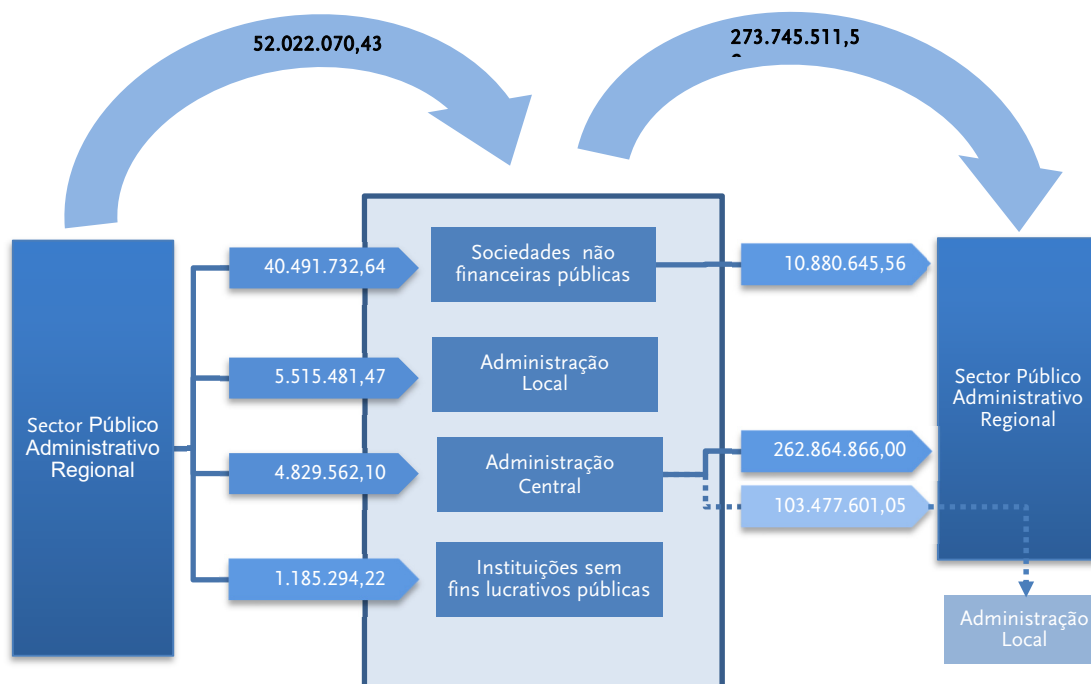 52.022.070,43
273.745.511,5
Sociedades não
financeiras públicas
40.491.732,64
10.880.645,56
Administração
Local
5.515.481,47
Sector Público
Administrativo
Regional
Sector Público
Administrativo
Regional
Administração
Central
4.829.562,10
262.864.866,00
103.477.601,05
Instituições sem
fins lucrativos públicas
1.185.294,22
Administração
Local